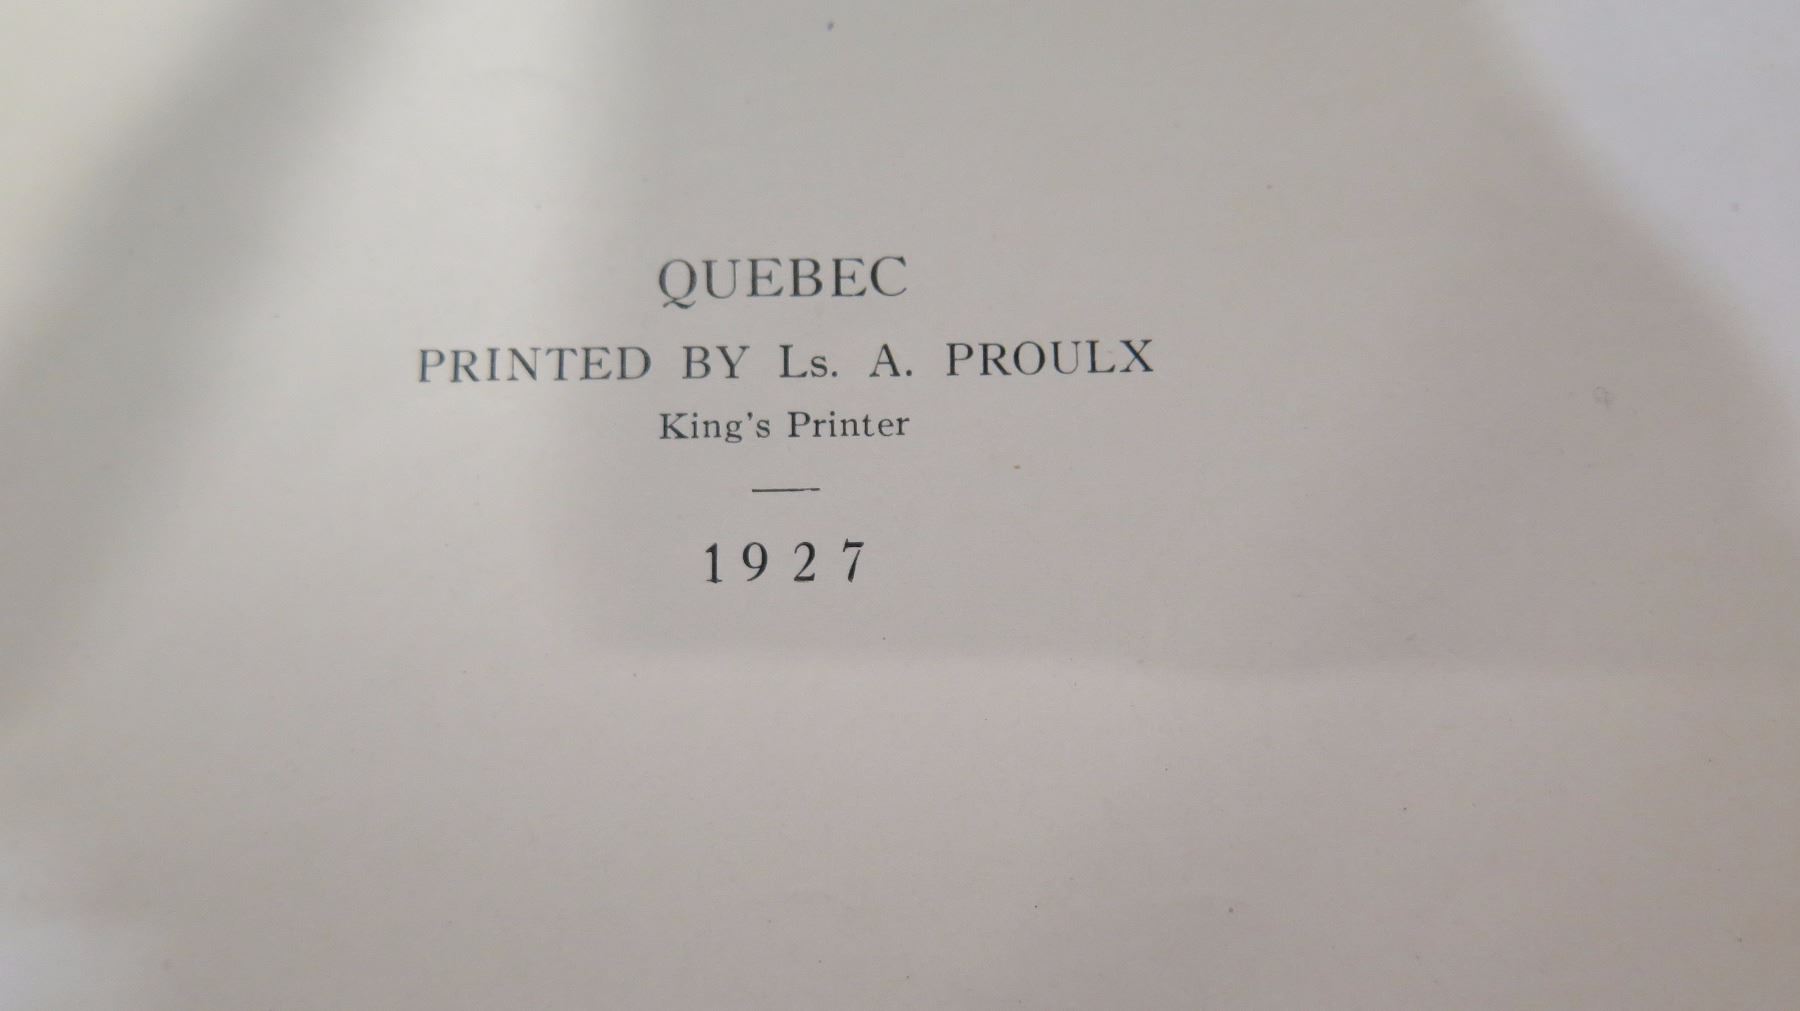 QUEBEC
PRINTED BY Ls. A. PROULX
King's Printer
1927